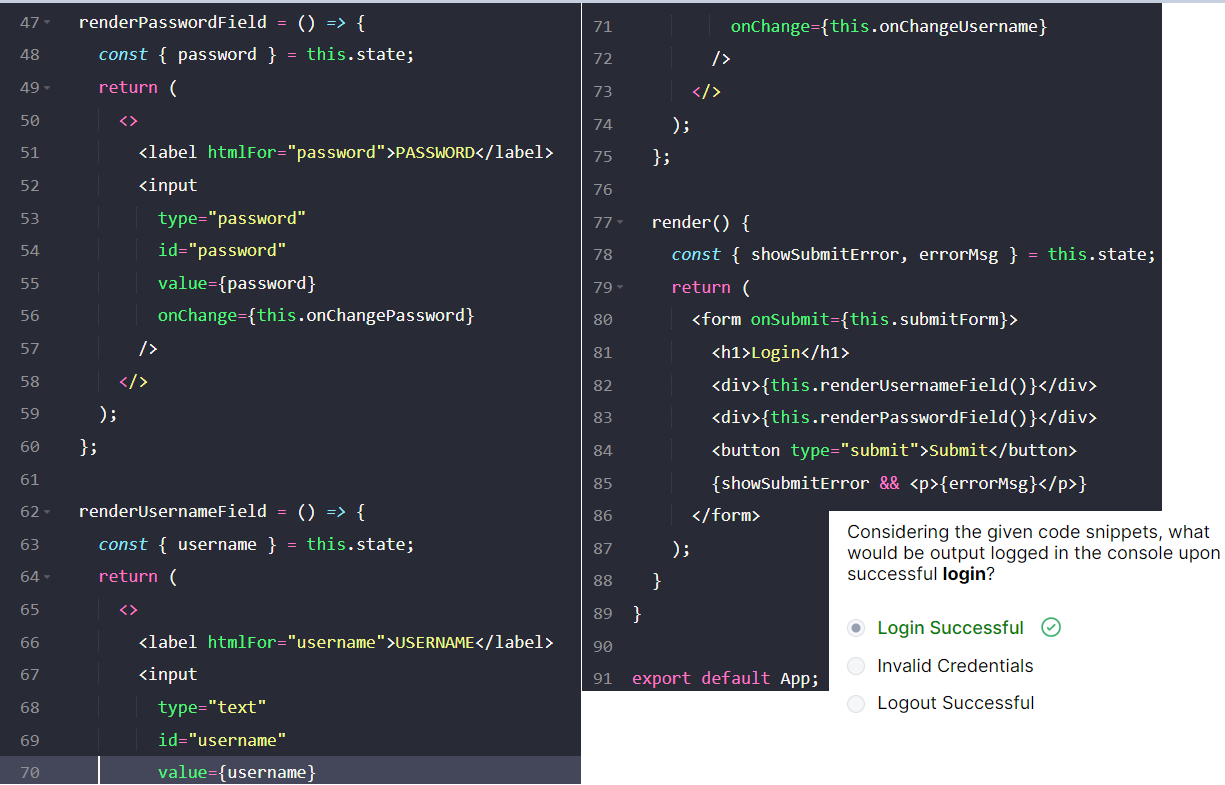 47 renderPasswordField = () => {
48 const { password } = this.state;
49 return (
50 <>
51 <label htmlFor="password">PASSWORD</label>
52 <input
53 type="password"
54 id="password"
55 value={password}
56 onChange={this.onChangePassword}
57 />
58 </>
59 );
60 };
61
62 renderUsernameField = () => {
63 const { username } = this.state;
64 return (
65 <>
66 <label htmlFor="username">USERNAME</label>
67 <input
68 type="text"
69 id="username"
70 value={username}
71 onChange={this.onChangeUsername}
72 />
73 </>
74 );
75 };
76
77 render() {
78 const { showSubmitError, errorMsg } = this.state;
79 return (
80 <form onSubmit={this.submitForm}>
81 <h1>Login</h1>
82 <div>{this.renderUsernameField()}</div>
83 <div>{this.renderPasswordField()}</div>
84 <button type="submit">Submit</button>
85 {showSubmitError && <p>{errorMsg}</p>}
86 </form>
87 );
88 }
89 }
90
91 export default App;
Considering the given code snippets, what
would be output logged in the console upon
successful login?
Login Successful
Invalid Credentials
Logout Successful